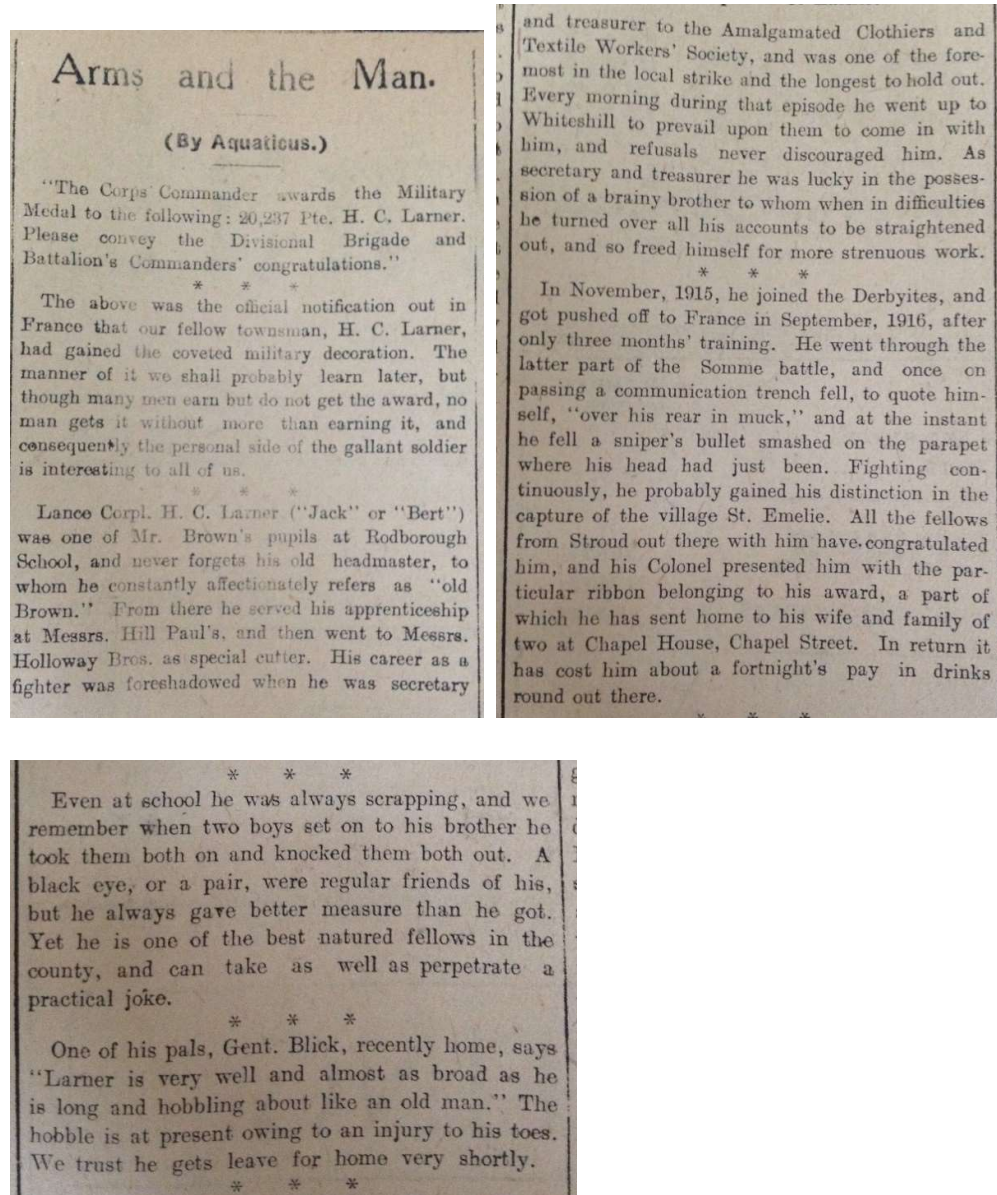 Arms and the Man.
(By Aquaticus.)
"The Corps Commander awards the Military
Medal to the following: 20,237 Pte. H. C. Larner.
Please convey the Divisional Brigade and
Battalion's Commanders' congratulations."
* * *
The above was the official notification out in
France that our fellow townsman, H. C. Larner,
had gained the coveted military decoration. The
manner of it we shall probably learn later, but
though many men earn but do not get the award, no
man gets it without more than earning it, and
consequently the personal side of the gallant soldier
is interesting to all of us.
* * *
Lance Corpl. H. C. Larner ("Jack" or "Bert")
was one of Mr. Brown's pupils at Rodborough
School, and never forgets his old headmaster, to
whom he constantly affectionately refers as "old
Brown." From there he served his apprenticeship
at Messrs. Hill Paul's, and then went to Messrs.
Holloway Bros. as special cutter. His career as a
fighter was foreshadowed when he was secretary
and treasurer to the Amalgamated Clothiers and
Textile Workers' Society, and was one of the fore-
most in the local strike and the longest to hold out.
Every morning during that episode he went up to
Whiteshill to prevail upon them to come in with
him, and refusals never discouraged him. As
secretary and treasurer he was lucky in the posses-
sion of a brainy brother to whom when in difficulties
he turned over all his accounts to be straightened
out, and so freed himself for more strenuous work.
* * *
In November, 1915, he joined the Derbyites, and
got pushed off to France in September, 1916, after
only three months' training. He went through the
latter part of the Somme battle, and once on
passing a communication trench fell, to quote him-
self, "over his rear in muck," and at the instant
he fell a sniper's bullet smashed on the parapet
where his head had just been. Fighting con-
tinuously, he probably gained his distinction in the
capture of the village St. Emelie. All the fellows
from Stroud out there with him have congratulated
him, and his Colonel presented him with the par-
ticular ribbon belonging to his award, a part of
which he has sent home to his wife and family of
two at Chapel House, Chapel Street. In return it
has cost him about a fortnight's pay in drinks
round out there.
* * *
Even at school he was always scrapping, and we
remember when two boys set on to his brother he
took them both on and knocked them both out. A
black eye, or a pair, were regular friends of his,
but he always gave better measure than he got.
Yet he is one of the best natured fellows in the
county, and can take as well as perpetrate a
practical joke.
* * *
One of his pals, Gent. Blick, recently home, says
"Larner is very well and almost as broad as he
is long and hobbling about like an old man." The
hobble is at present owing to an injury to his toes.
We trust he gets leave for home very shortly.
* * *